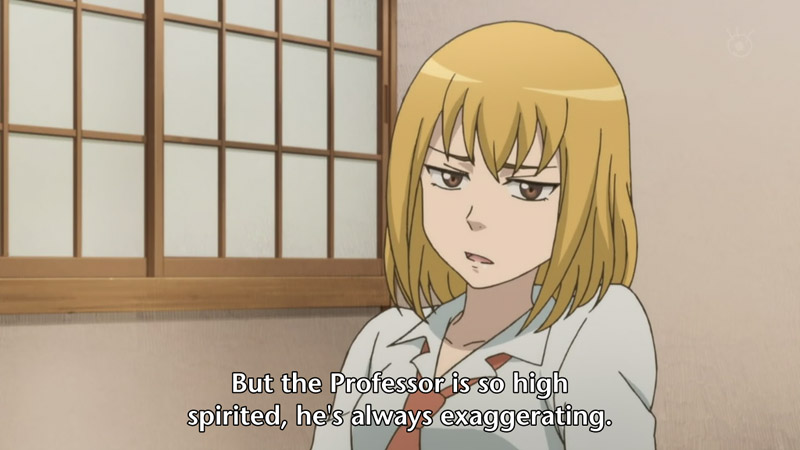 But the Professor is so high
spirited, he's always exaggerating.